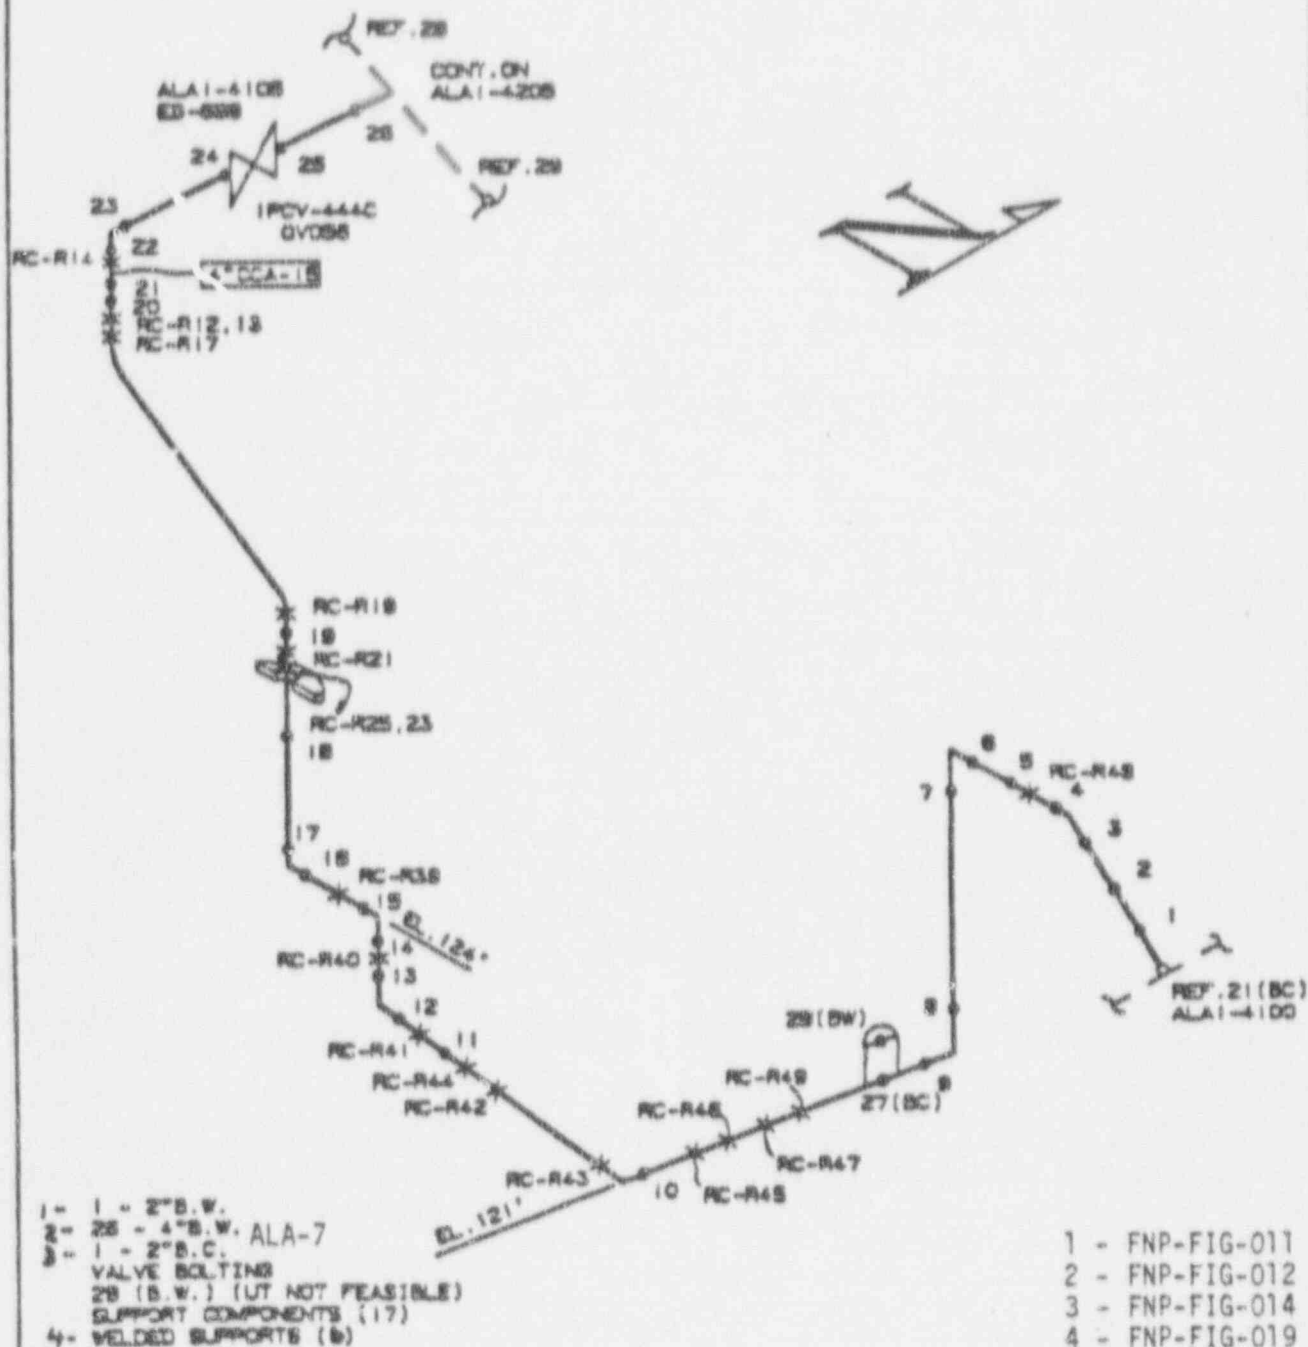 REF.28
CONT.ON
ALA1-4205
ALA1-4106
26
24
25
REF.29
23
1PCV-444C
22
RC-R14
4"CCA-15
21
20
RC-R12,13
RC-R17
RC-R19
19
RC-R21
RC-R25,23
18
17
16
RC-R38
15
EL.124'
14
RC-R40
13
12
11
RC-R41
RC-R44
RC-R42
RC-R43
EL.121'
10
RC-R45
RC-R46
RC-R47
RC-R49
27(BC)
28(BW)
9
8
7
6
5
RC-R48
4
3
2
1
REF.21(BC)
ALA1-4100
1- 1 - 2"B.W.
2- 26 - 4"B.W. ALA-7
3- 1 - 2"B.C.
VALVE BOLTING
28 (B.W.) (UT NOT FEASIBLE)
SUPPORT COMPONENTS (17)
4- WELDED SUPPORTS (6)
1 - FNP-FIG-011
2 - FNP-FIG-012
3 - FNP-FIG-014
4 - FNP-FIG-019